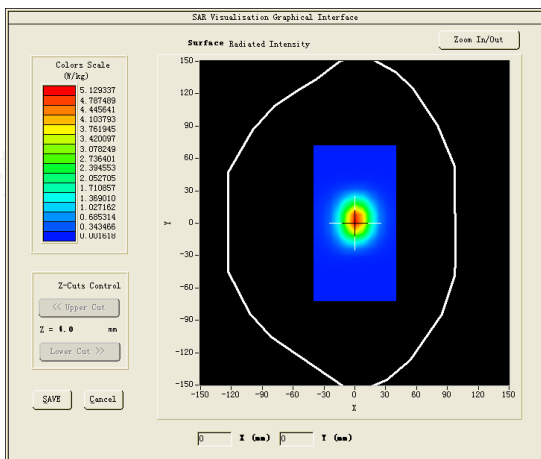 SAR Visualisation Graphical Interface
Surface Radiated Intensity
Zoom In/Out
Colors Scale
(W/kg)
5.129337
4.787489
4.445641
4.103793
3.761945
3.420097
3.078249
2.736401
2.394553
2.052705
1.710857
1.369010
1.027162
0.685314
0.343466
0.001618
Z-Cuts Control
<< Upper Cut
Z = 4.0 mm
Lower Cut >>
SAVE
Cancel
150
120
90
60
30
0
-30
-60
-90
-120
-150
Y
-150 -120 -90 -60 -30 0 30 60 90 120 150
X
0 X (mm) 0 Y (mm)